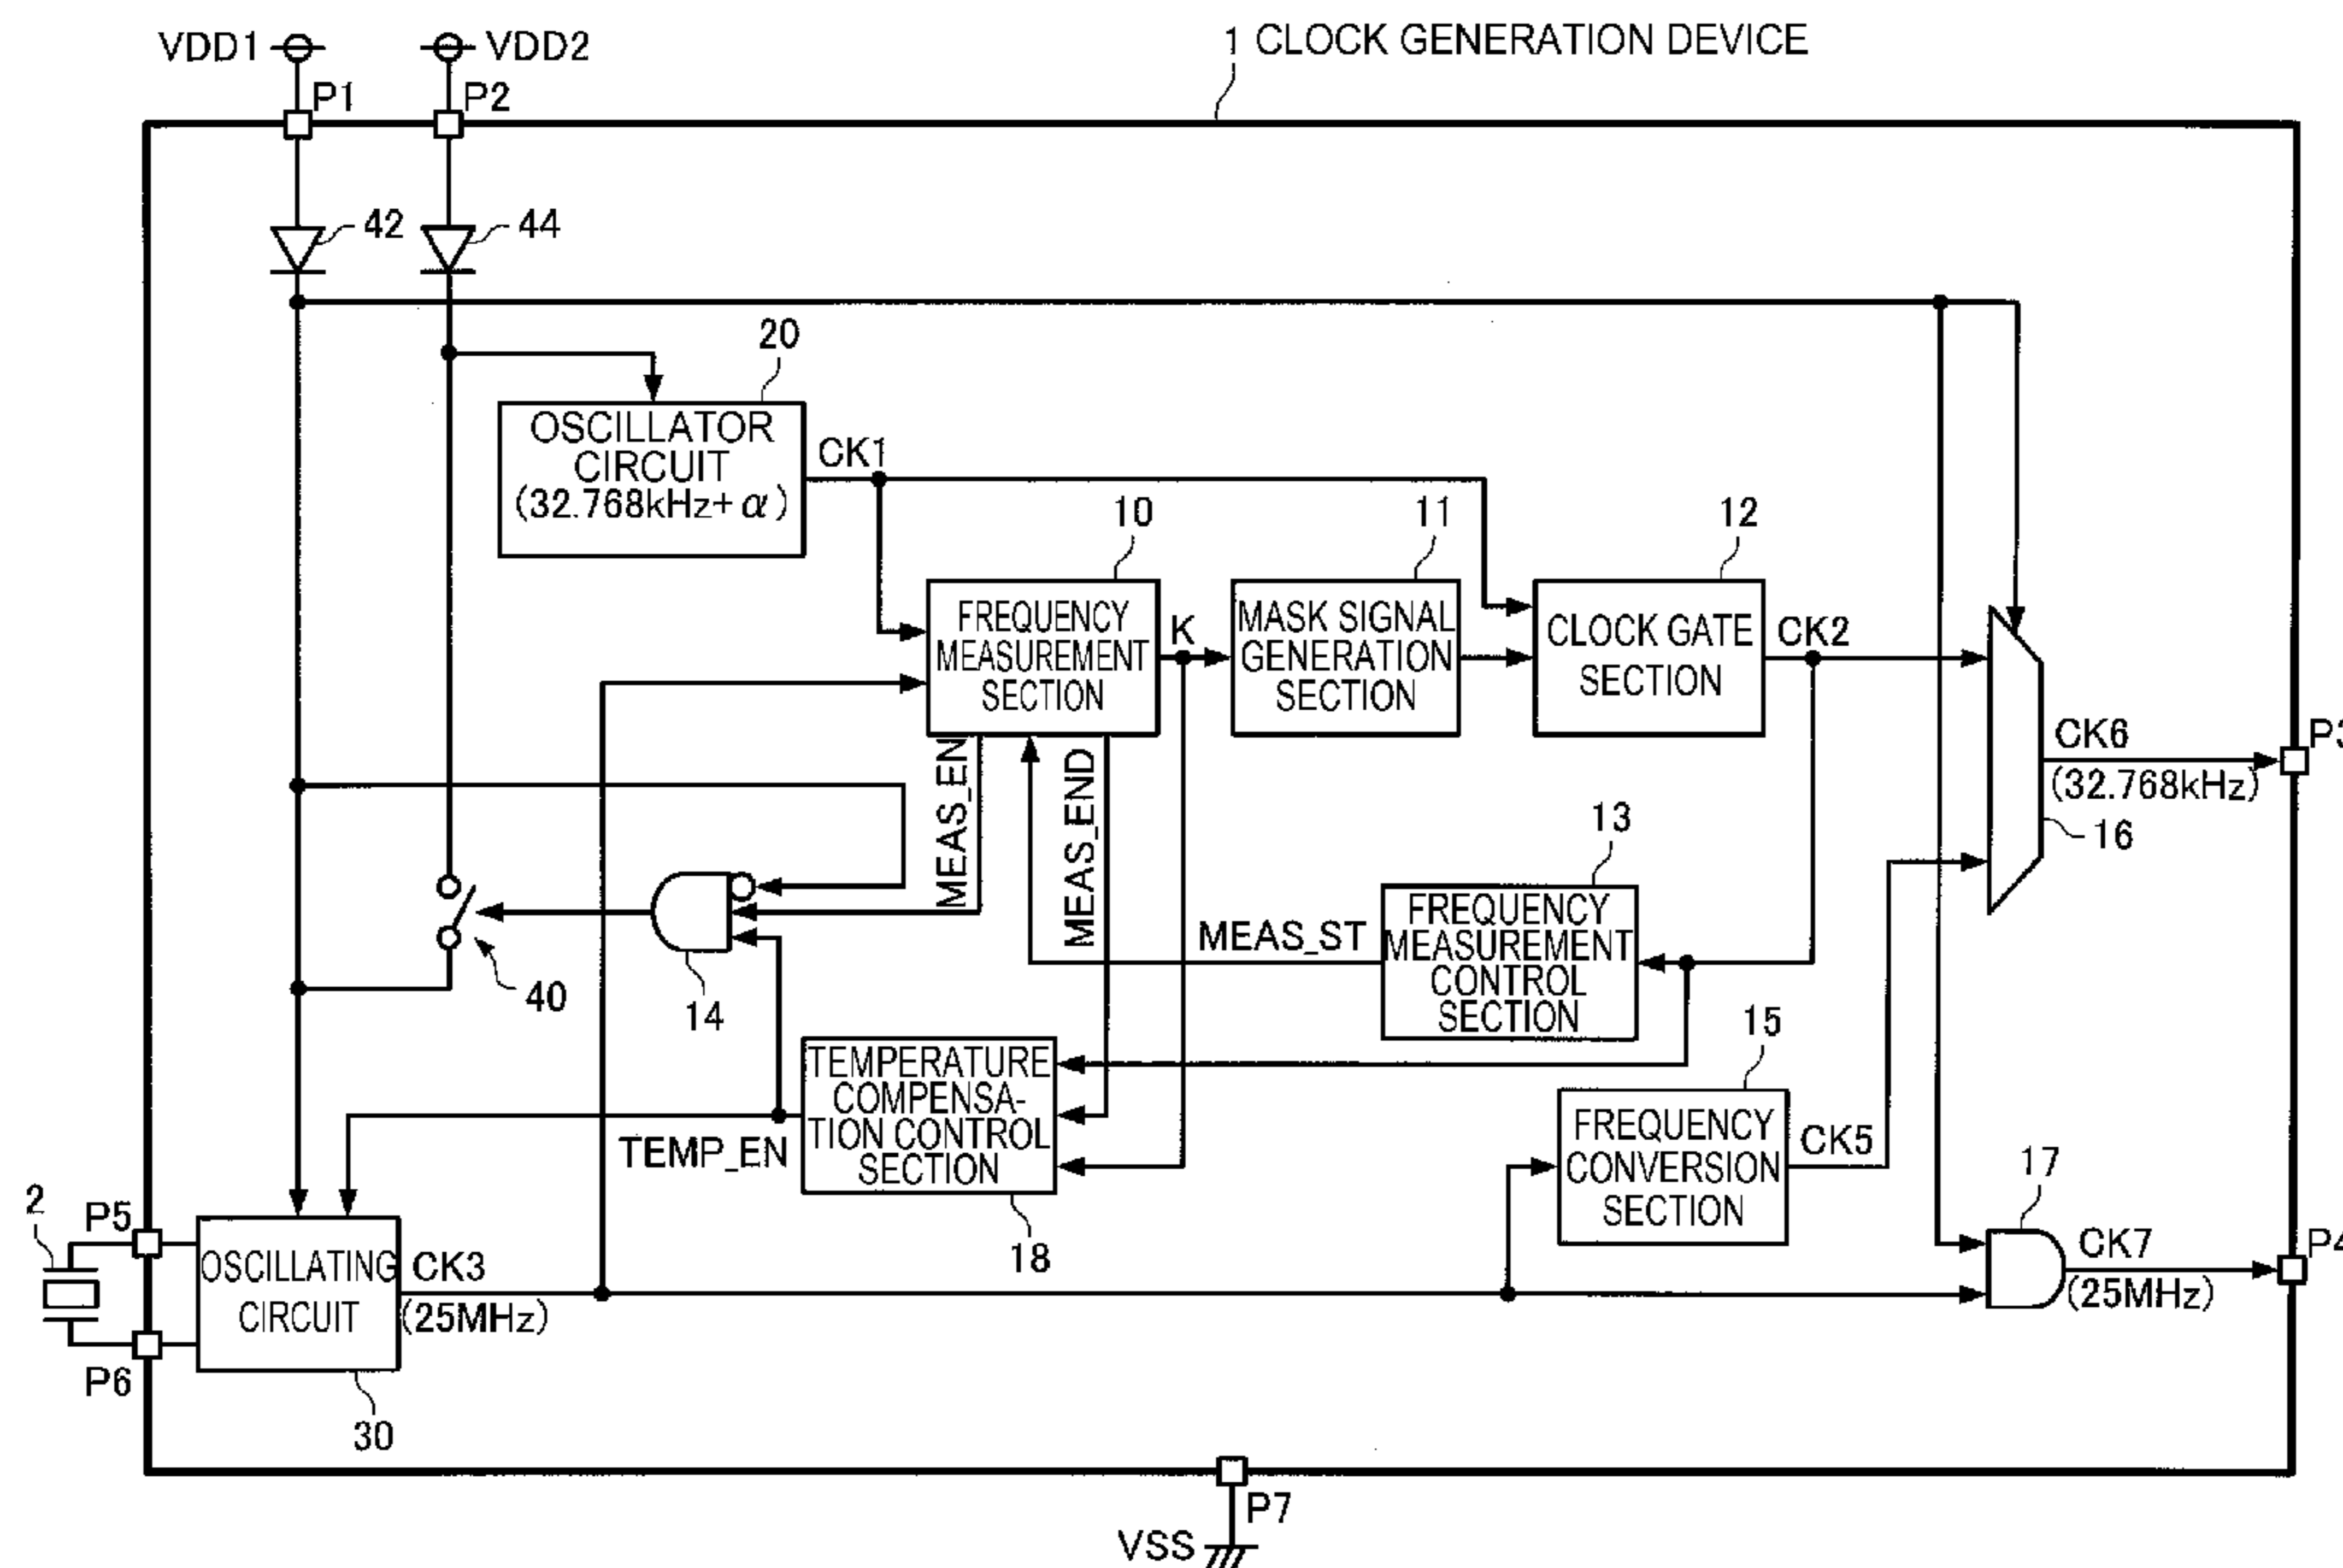 1 CLOCK GENERATION DEVICE
VDD1
VDD2
P1
P2
42
44
20
OSCILLATOR
CIRCUIT
(32.768kHz+α)
CK1
10
FREQUENCY
MEASUREMENT
SECTION
K
11
MASK SIGNAL
GENERATION
SECTION
12
CLOCK GATE
SECTION
CK2
CK6
(32.768kHz)
P3
16
MEAS_EN
MEAS_END
13
FREQUENCY
MEASUREMENT
CONTROL
SECTION
MEAS_ST
40
14
15
FREQUENCY
CONVERSION
SECTION
CK5
TEMPERATURE
COMPENSA-
TION CONTROL
SECTION
18
TEMP_EN
17
CK7
(25MHz)
P4
2
P5
P6
OSCILLATING
CIRCUIT
30
CK3
(25MHz)
P7
VSS